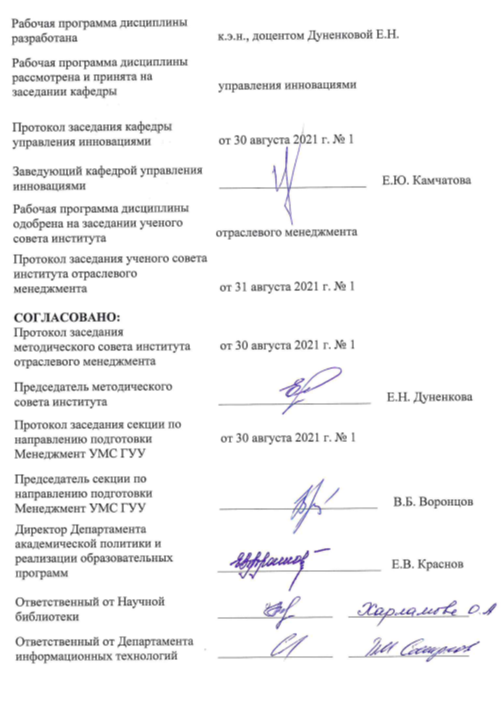 Рабочая программа дисциплины
разработана
к.э.н., доцентом Дуненковой Е.Н.
Рабочая программа дисциплины
рассмотрена и принята на
заседании кафедры
управления инновациями
Протокол заседания кафедры
управления инновациями
от 30 августа 2021 г. № 1
Заведующий кафедрой управления
инновациями
Е.Ю. Камчатова
Рабочая программа дисциплины
одобрена на заседании ученого
совета института
отраслевого менеджмента
Протокол заседания ученого совета
института отраслевого
менеджмента
от 31 августа 2021 г. № 1
СОГЛАСОВАНО:
Протокол заседания
методического совета института
отраслевого менеджмента
от 30 августа 2021 г. № 1
Председатель методического
совета института
Е.Н. Дуненкова
Протокол заседания секции по
направлению подготовки
Менеджмент УМС ГУУ
от 30 августа 2021 г. № 1
Председатель секции по
направлению подготовки
Менеджмент УМС ГУУ
В.Б. Воронцов
Директор Департамента
академической политики и
реализации образовательных
программ
Е.В. Краснов
Ответственный от Научной
библиотеки
Харламова О.А
Ответственный от Департамента
информационных технологий